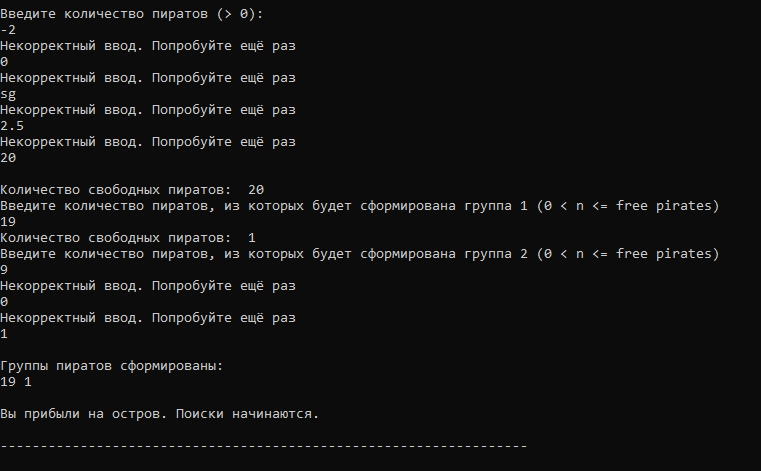 Введите количество пиратов (> 0):
-2
Некорректный ввод. Попробуйте ещё раз
0
Некорректный ввод. Попробуйте ещё раз
sg
Некорректный ввод. Попробуйте ещё раз
2.5
Некорректный ввод. Попробуйте ещё раз
20
Количество свободных пиратов:  20
Введите количество пиратов, из которых будет сформирована группа 1 (0 < n <= free pirates)
19
Количество свободных пиратов:  1
Введите количество пиратов, из которых будет сформирована группа 2 (0 < n <= free pirates)
9
Некорректный ввод. Попробуйте ещё раз
0
Некорректный ввод. Попробуйте ещё раз
1
Группы пиратов сформированы:
19 1
Вы прибыли на остров. Поиски начинаются.
------------------------------------------------------------------